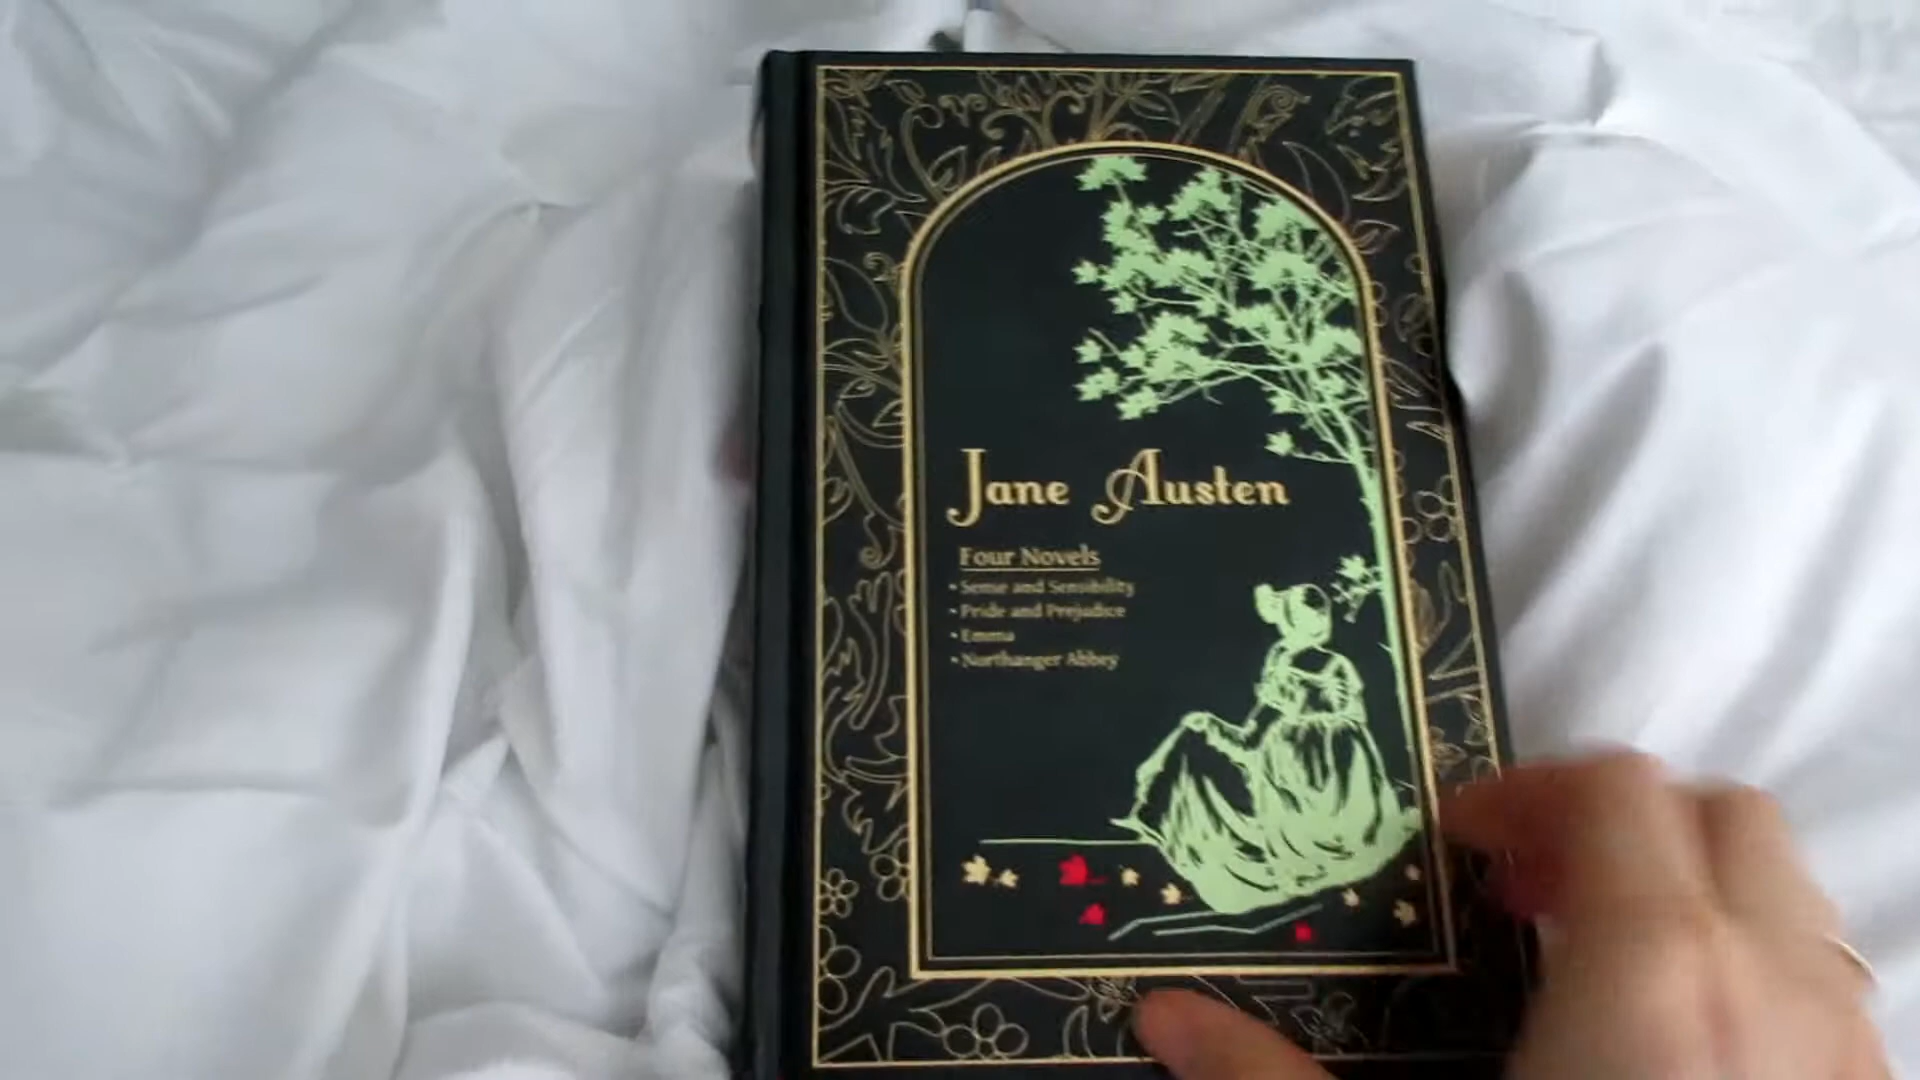 Jane Austen
Four Novels
• Sense and Sensibility
• Pride and Prejudice
• Emma
• Northanger Abbey